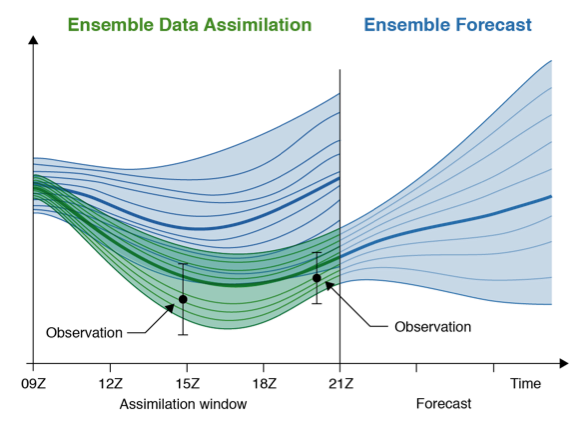 Ensemble Data Assimilation
Ensemble Forecast
Observation
Observation
09Z
12Z
15Z
18Z
21Z
Time
Assimilation window
Forecast